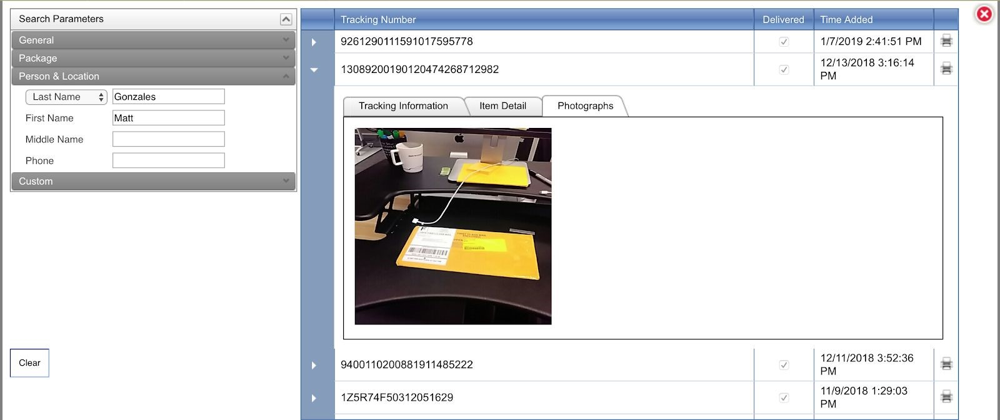 Search Parameters
General
Package
Person & Location
Last Name Gonzales
First Name Matt
Middle Name
Phone
Custom
Clear
Tracking Number Delivered Time Added
9261290111591017595778 1/7/2019 2:41:51 PM
13089200190120474268712982 12/13/2018 3:16:14
PM
Tracking Information Item Detail Photographs
F
9400110200881911485222 12/11/2018 3:52:36
PM
1Z5R74F50312051629 11/9/2018 1:29:03
PM